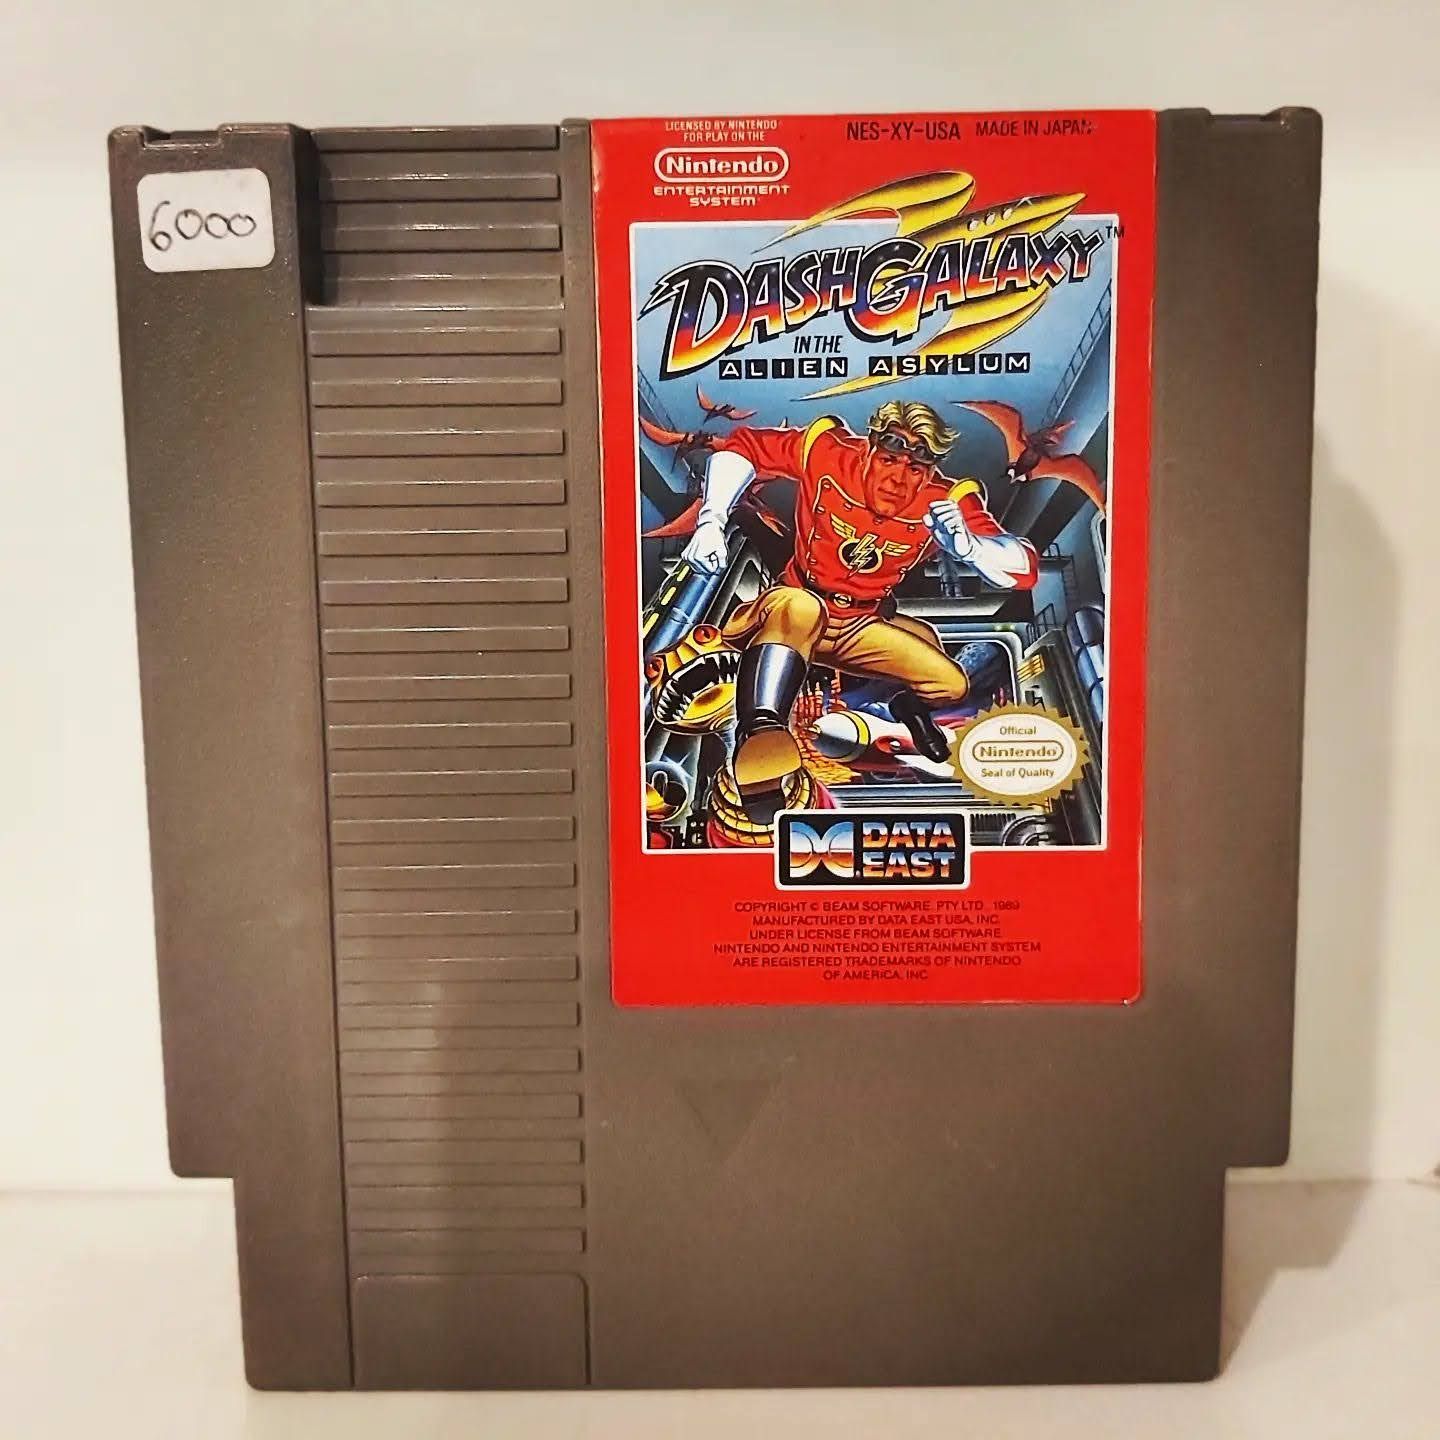 6000
LICENSED BY NINTENDO
FOR PLAY ON THE
Nintendo
ENTERTAINMENT
SYSTEM
NES-XY-USA MADE IN JAPAN
DASH GALAXY™
IN THE
ALIEN ASYLUM
Official
Nintendo
Seal of Quality
DATA
EAST
COPYRIGHT © BEAM SOFTWARE, PTY LTD., 1989
MANUFACTURED BY DATA EAST USA, INC.
UNDER LICENSE FROM BEAM SOFTWARE.
NINTENDO AND NINTENDO ENTERTAINMENT SYSTEM
ARE REGISTERED TRADEMARKS OF NINTENDO
OF AMERICA, INC.